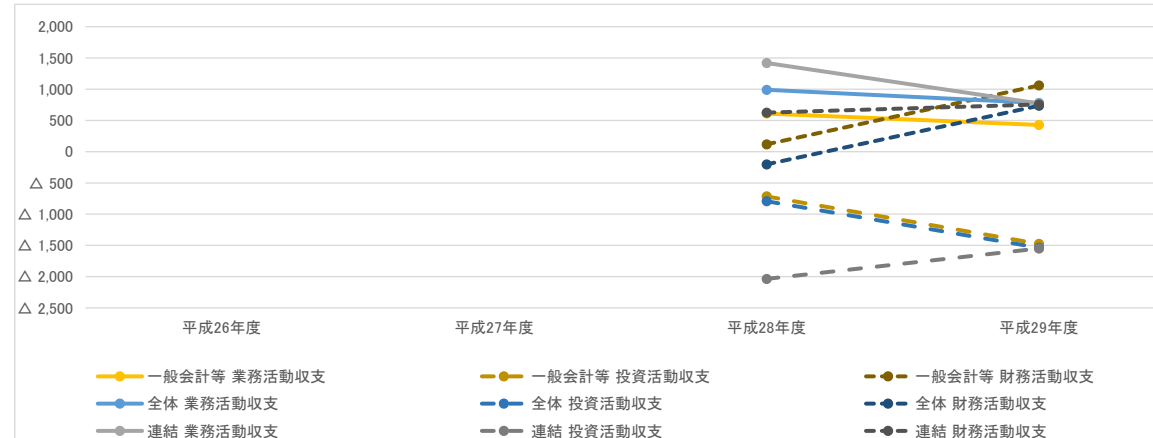 2,000
1,500
1,000
500
0
△ 500
△ 1,000
△ 1,500
△ 2,000
△ 2,500
平成26年度 平成27年度 平成28年度 平成29年度
一般会計等 業務活動収支 一般会計等 投資活動収支 一般会計等 財務活動収支
全体 業務活動収支 全体 投資活動収支 全体 財務活動収支
連結 業務活動収支 連結 投資活動収支 連結 財務活動収支